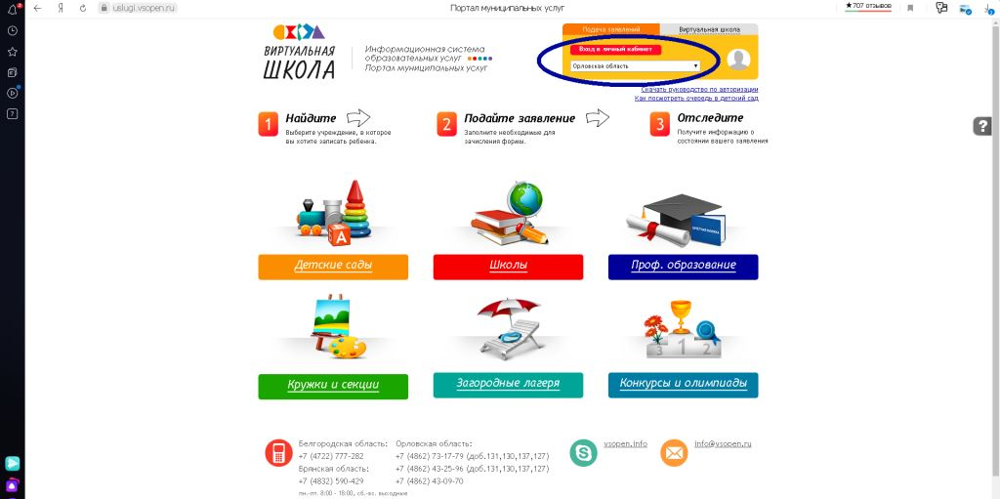 uslugi.vsopen.ru
Портал муниципальных услуг
★707 отзывов
ВИРТУАЛЬНАЯ
ШКОЛА
Информационная система
образовательных услуг
Портал муниципальных услуг
Подача заявлений
Виртуальная школа
Вход в личный кабинет
Орловская область
Скачать руководство по авторизации
Как посмотреть очередь в детский сад
1
Найдите
Выберите учреждение, в которое
вы хотите записать ребенка.
2
Подайте заявление
Заполните необходимые для
зачисления формы.
3
Отследите
Получите информацию о
состоянии вашего заявления
?
7
A
Детские сады
Школы
Проф. образование
3 1 2
Кружки и секции
Загородные лагеря
Конкурсы и олимпиады
Белгородская область:
+7 (4722) 777-282
Брянская область:
+7 (4832) 590-429
пн.-пт. 8:00 - 18:00, сб.-вс. выходные
Орловская область:
+7 (4862) 73-17-79 (доб.131,130,137,127)
+7 (4862) 43-25-96 (доб.131,130,137,127)
+7 (4862) 43-09-70
vsopen.info
info@vsopen.ru